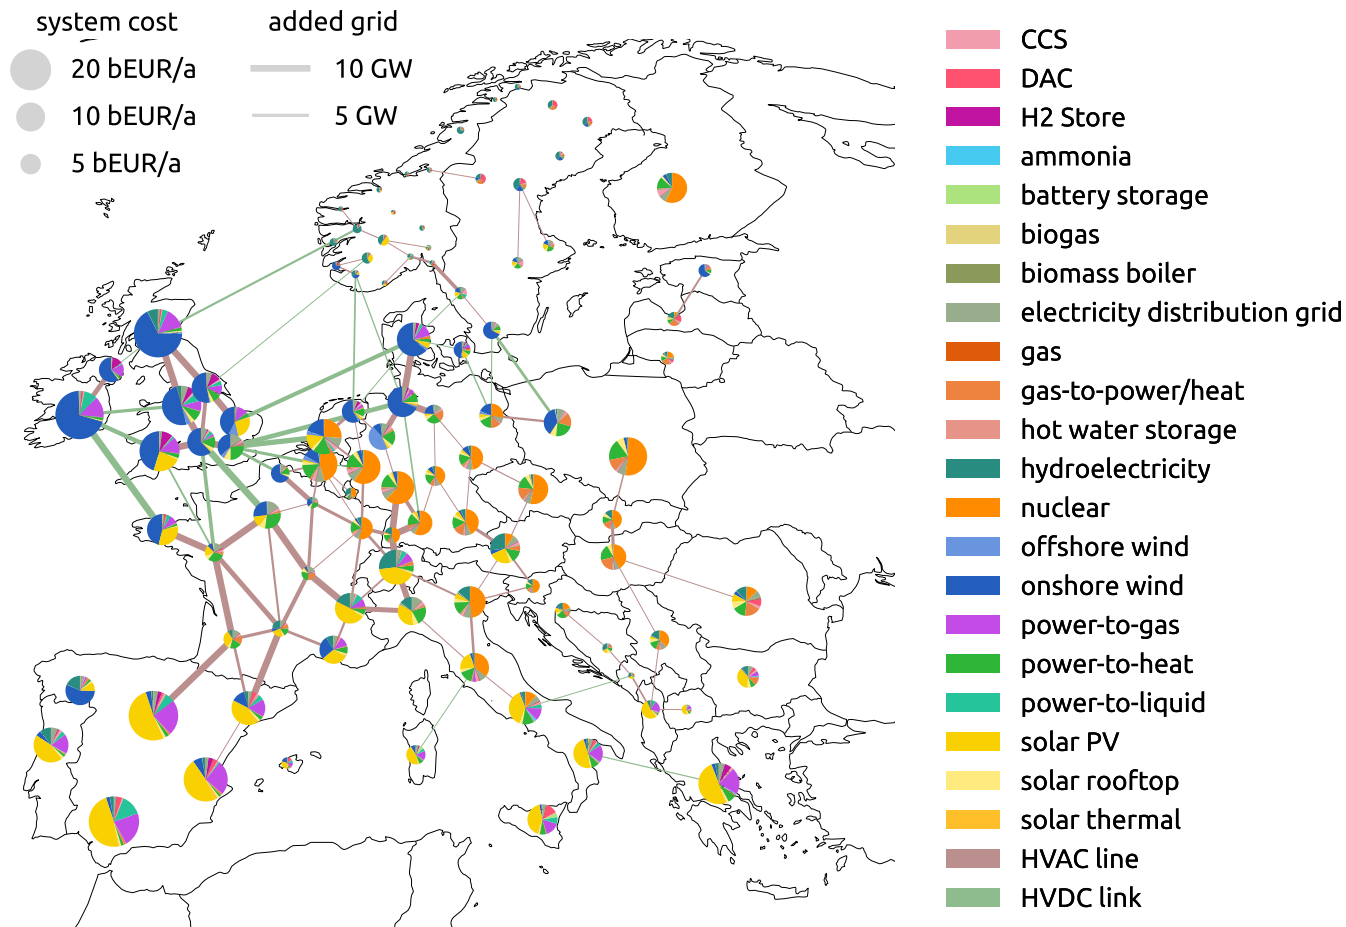 system cost
added grid
20 bEUR/a
10 GW
10 bEUR/a
5 GW
5 bEUR/a
CCS
DAC
H2 Store
ammonia
battery storage
biogas
biomass boiler
electricity distribution grid
gas
gas-to-power/heat
hot water storage
hydroelectricity
nuclear
offshore wind
onshore wind
power-to-gas
power-to-heat
power-to-liquid
solar PV
solar rooftop
solar thermal
HVAC line
HVDC link